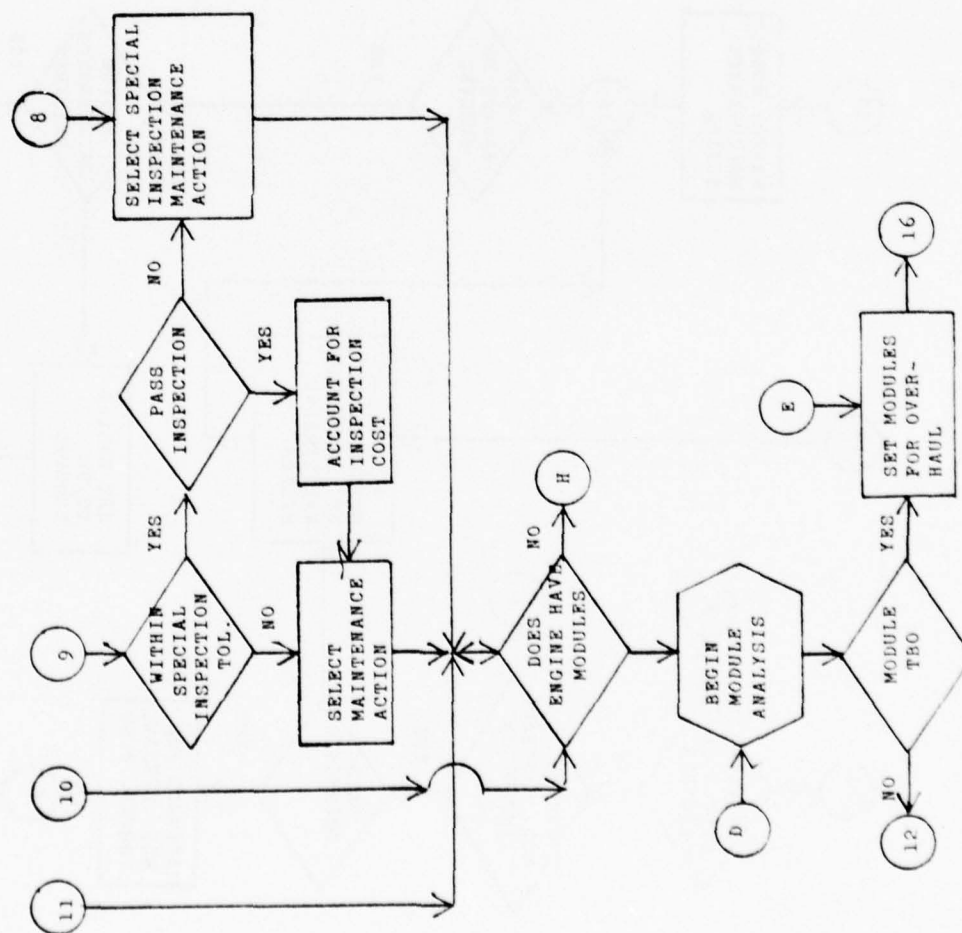 11
10
9
8
WITHIN
SPECIAL
INSPECTION
TOL.
YES
NO
PASS
INSPECTION
NO
YES
SELECT SPECIAL
INSPECTION
MAINTENANCE
ACTION
SELECT
MAINTENANCE
ACTION
ACCOUNT FOR
INSPECTION
COST
DOES
ENGINE HAVE
MODULES
NO
H
D
BEGIN
MODULE
ANALYSIS
E
MODULE
TBO
NO
12
YES
SET MODULES
FOR OVER-
HAUL
16